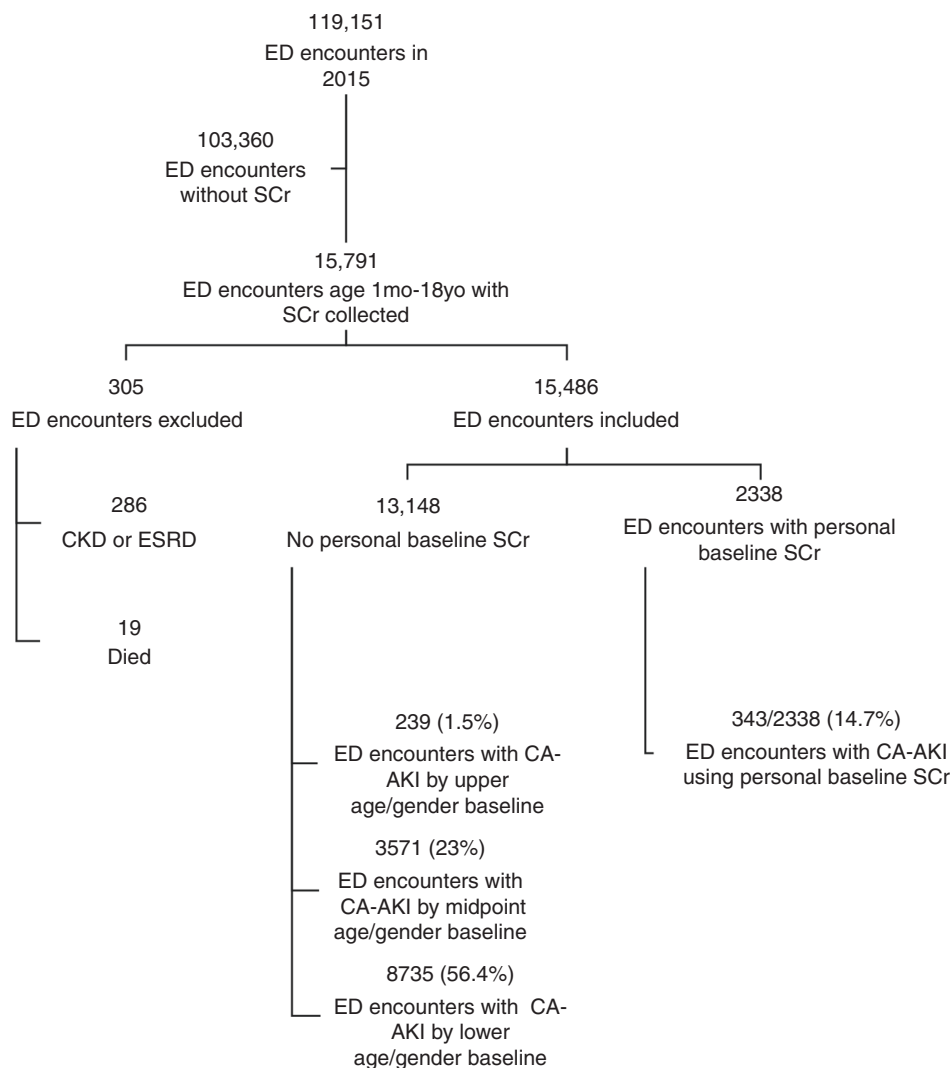 119,151
ED encounters in
2015
103,360
ED encounters
without SCr
15,791
ED encounters age 1mo-18yo with
SCr collected
305
ED encounters excluded
15,486
ED encounters included
286
CKD or ESRD
19
Died
13,148
No personal baseline SCr
2338
ED encounters with personal
baseline SCr
239 (1.5%)
ED encounters with CA-
AKI by upper
age/gender baseline
3571 (23%)
ED encounters with
CA-AKI by midpoint
age/gender baseline
8735 (56.4%)
ED encounters with CA-
AKI by lower
age/gender baseline
343/2338 (14.7%)
ED encounters with CA-AKI
using personal baseline SCr